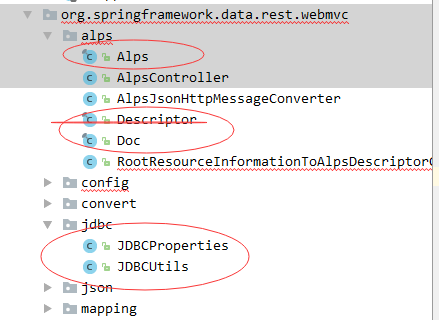 org.springframework.data.rest.webmvc
alps
Alps
AlpsController
AlpsJsonHttpMessageConverter
Descriptor
Doc
RootResourceInformationToAlpsDescriptor
config
convert
jdbc
JDBCProperties
JDBCUtils
json
mapping